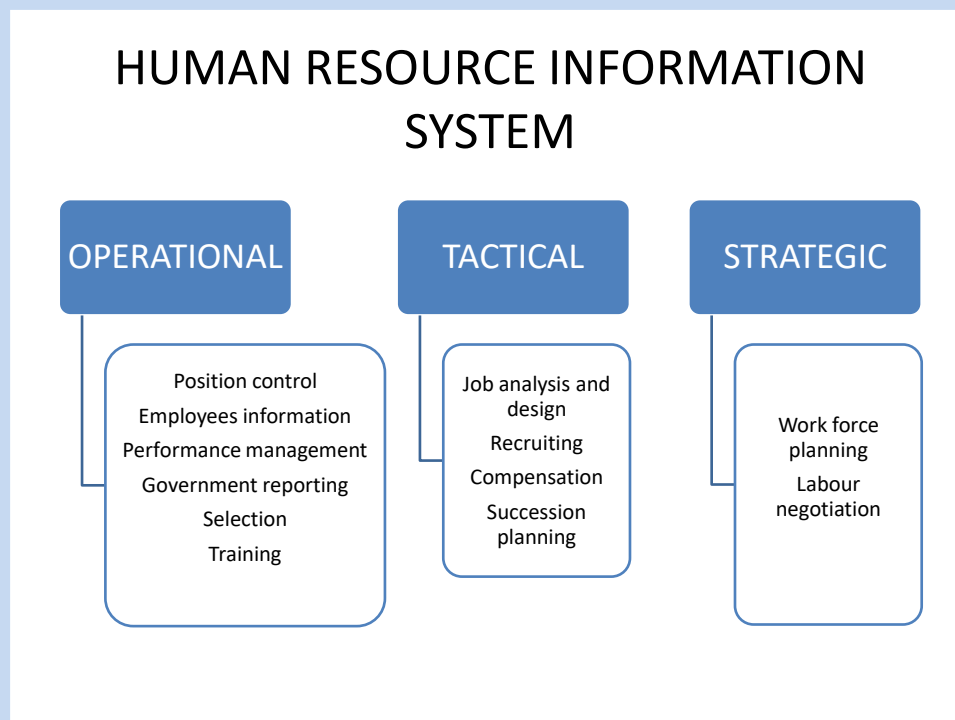 HUMAN RESOURCE INFORMATION
SYSTEM
OPERATIONAL
Position control
Employees information
Performance management
Government reporting
Selection
Training
TACTICAL
Job analysis and
design
Recruiting
Compensation
Succession
planning
STRATEGIC
Work force
planning
Labour
negotiation